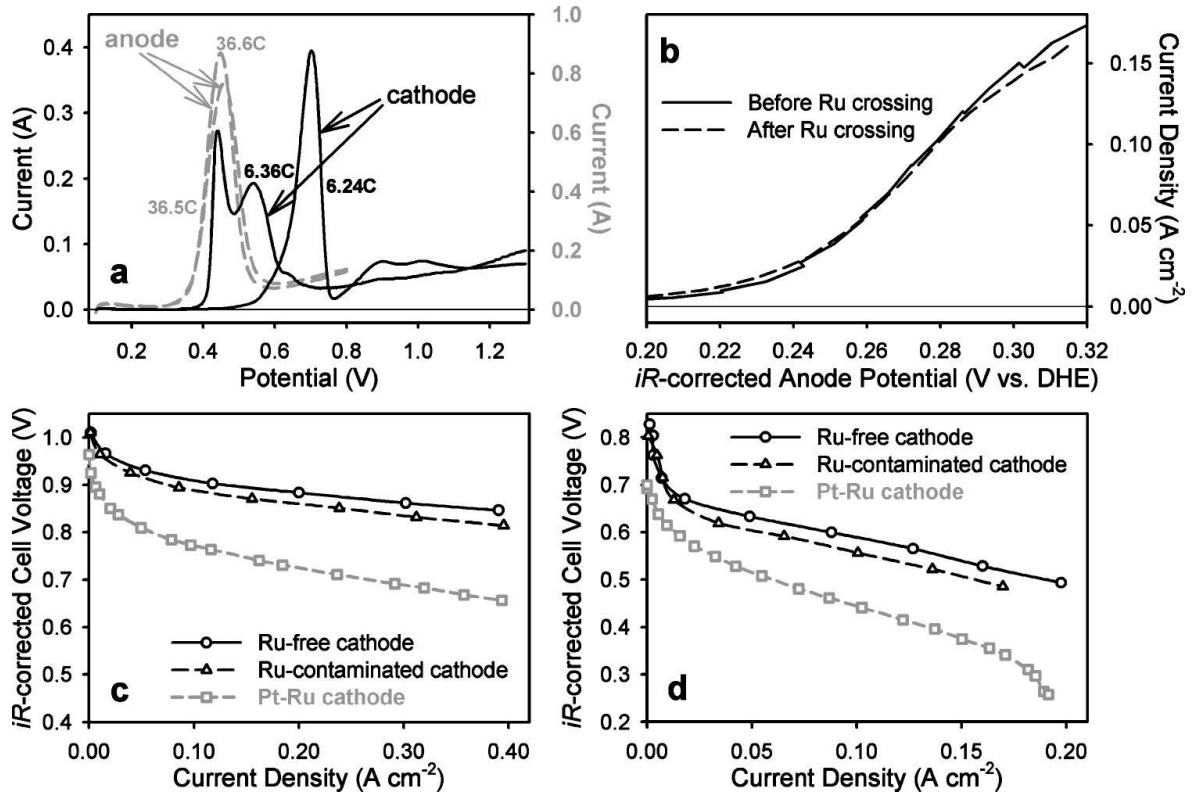 anode
36.6C
cathode
6.36C
6.24C
36.5C
a
Current (A)
0.4
0.3
0.2
0.1
0.0
Current (A)
1.0
0.8
0.6
0.4
0.2
0.0
0.2 0.4 0.6 0.8 1.0 1.2
Potential (V)
b
Before Ru crossing
After Ru crossing
Current Density (A cm-2)
0.15
0.10
0.05
0.00
0.20 0.22 0.24 0.26 0.28 0.30 0.32
iR-corrected Anode Potential (V vs. DHE)
iR-corrected Cell Voltage (V)
1.0
0.9
0.8
0.7
0.6
0.5
0.4
Ru-free cathode
Ru-contaminated cathode
Pt-Ru cathode
c
0.00 0.10 0.20 0.30 0.40
Current Density (A cm-2)
iR-corrected Cell Voltage (V)
0.8
0.7
0.6
0.5
0.4
0.3
0.2
Ru-free cathode
Ru-contaminated cathode
Pt-Ru cathode
d
0.00 0.05 0.10 0.15 0.20
Current Density (A cm-2)